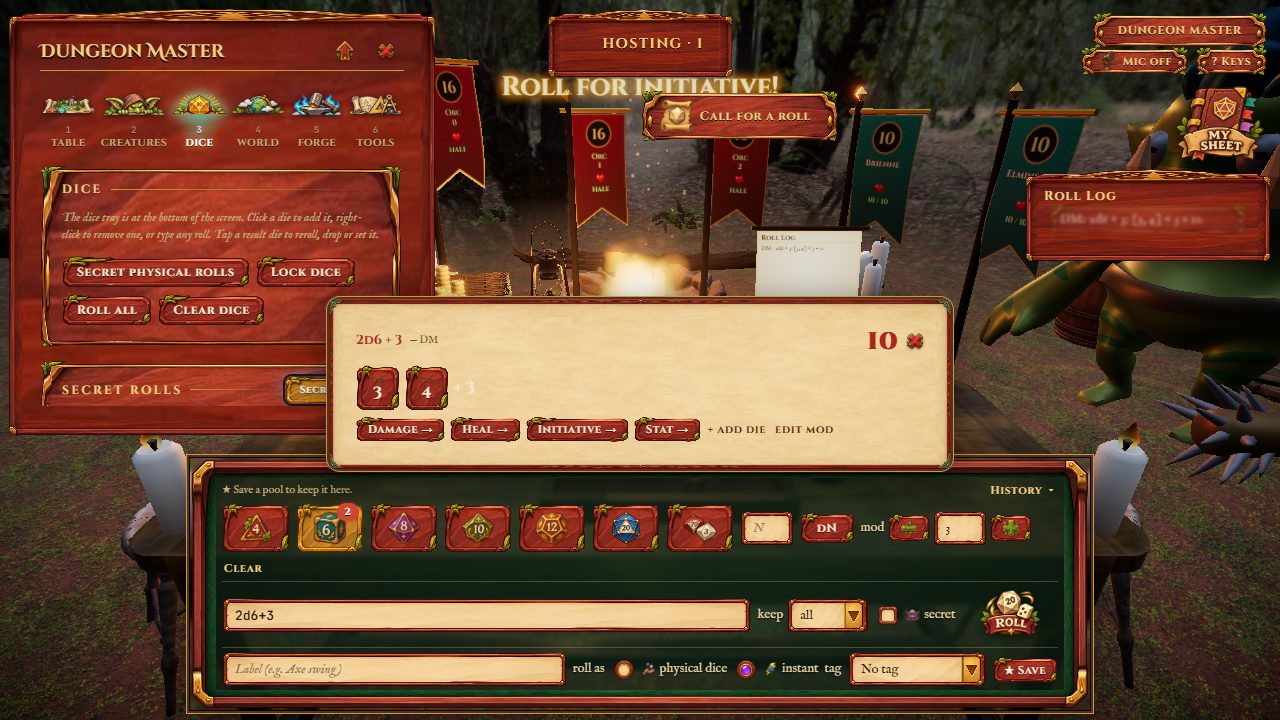 DUNGEON MASTER
1
TABLE
2
CREATURES
3
DICE
4
WORLD
5
FORGE
6
TOOLS
DICE
The dice tray is at the bottom of the screen. Click a die to add it, right-
click to remove one, or type any roll. Tap a result die to reroll, drop or set it.
SECRET PHYSICAL ROLLS
LOCK DICE
ROLL ALL
CLEAR DICE
SECRET ROLLS
HOSTING · 1
ROLL FOR INITIATIVE!
CALL FOR A ROLL
DUNGEON MASTER
MIC OFF
? KEYS
MY
SHEET
16
ORC
0
HALE
16
ORC
1
HALE
ORC
2
HALE
10
BRIENNE
10 / 10
10
ROLL LOG
ROLL LOG
2D6 + 3 – DM
10
3
4
+ 3
DAMAGE →
HEAL →
INITIATIVE →
STAT →
+ ADD DIE
EDIT MOD
★ Save a pool to keep it here.
HISTORY
4
6
2
8
10
12
20
N
DN
mod
3
CLEAR
2d6+3
keep
all
secret
20
ROLL
Label (e.g. Axe swing)
roll as
physical dice
instant
tag
No tag
★ SAVE